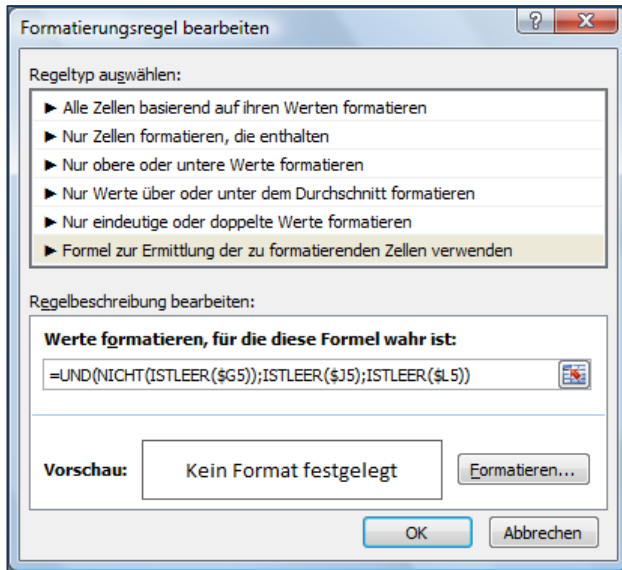 Formatierungsregel bearbeiten
Regeltyp auswählen:
► Alle Zellen basierend auf ihren Werten formatieren
► Nur Zellen formatieren, die enthalten
► Nur obere oder untere Werte formatieren
► Nur Werte über oder unter dem Durchschnitt formatieren
► Nur eindeutige oder doppelte Werte formatieren
► Formel zur Ermittlung der zu formatierenden Zellen verwenden
Regelbeschreibung bearbeiten:
Werte formatieren, für die diese Formel wahr ist:
=UND(NICHT(ISTLEER($G5));ISTLEER($J5);ISTLEER($L5))
Vorschau: Kein Format festgelegt Formatieren...
OK Abbrechen